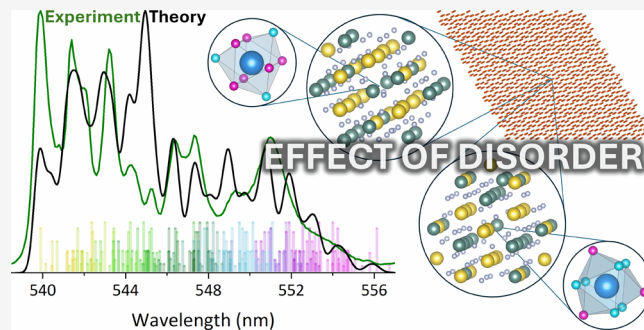 Experiment Theory
EFFECT OF DISORDER
540 544 548 552 556
Wavelength (nm)